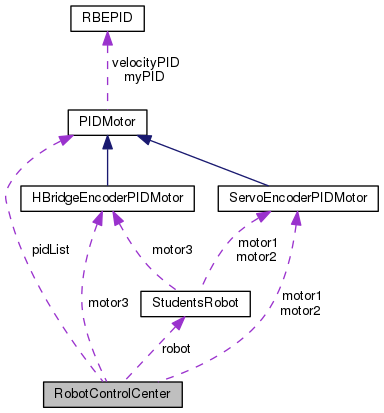 RBEPID
velocityPID
myPID
PIDMotor
HBridgeEncoderPIDMotor
ServoEncoderPIDMotor
pidList
motor3
motor1
motor2
StudentsRobot
motor3
robot
motor1
motor2
RobotControlCenter